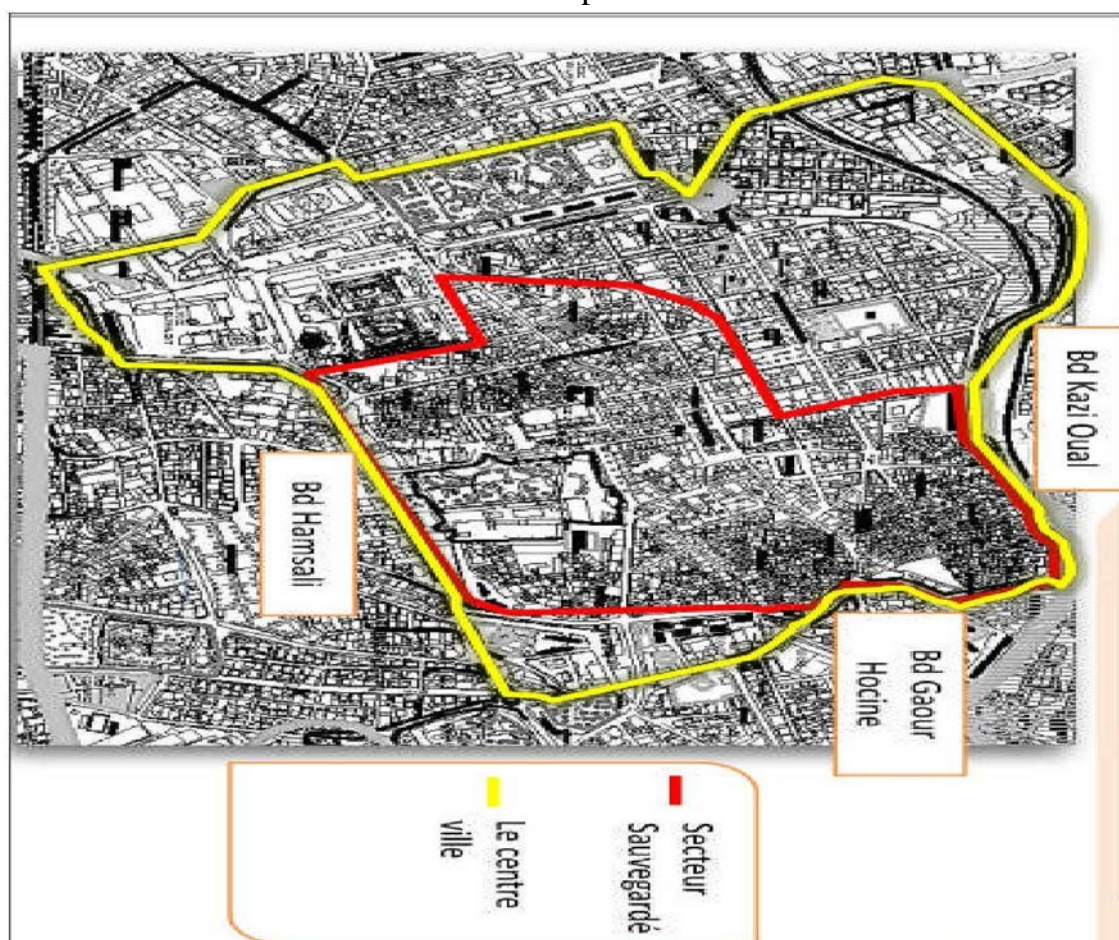 Bd Kazi Oual
Bd Gaour
Hocine
Bd Hamsali
Secteur
Sauvegardé
Le centre
ville